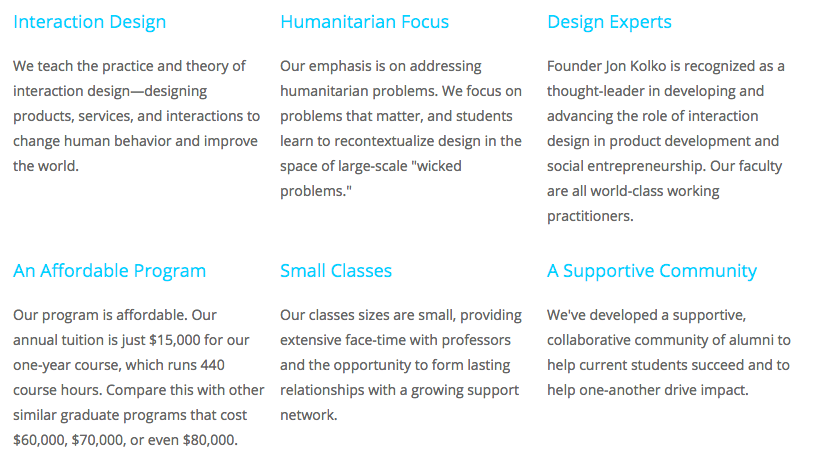 Interaction Design
We teach the practice and theory of
interaction design—designing
products, services, and interactions to
change human behavior and improve
the world.
Humanitarian Focus
Our emphasis is on addressing
humanitarian problems. We focus on
problems that matter, and students
learn to recontextualize design in the
space of large-scale "wicked
problems."
Design Experts
Founder Jon Kolko is recognized as a
thought-leader in developing and
advancing the role of interaction
design in product development and
social entrepreneurship. Our faculty
are all world-class working
practitioners.
An Affordable Program
Our program is affordable. Our
annual tuition is just $15,000 for our
one-year course, which runs 440
course hours. Compare this with other
similar graduate programs that cost
$60,000, $70,000, or even $80,000.
Small Classes
Our classes sizes are small, providing
extensive face-time with professors
and the opportunity to form lasting
relationships with a growing support
network.
A Supportive Community
We've developed a supportive,
collaborative community of alumni to
help current students succeed and to
help one-another drive impact.